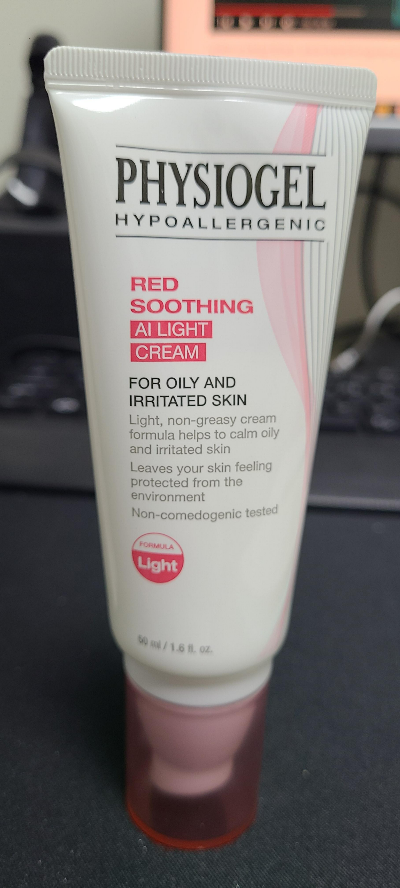 PHYSIOGEL
HYPOALLERGENIC
RED
SOOTHING
AI LIGHT
CREAM
FOR OILY AND
IRRITATED SKIN
Light, non-greasy cream
formula helps to calm oily
and irritated skin
Leaves your skin feeling
protected from the
environment
Non-comedogenic tested
FORMULA
Light
50 ml / 1.6 fl. oz.